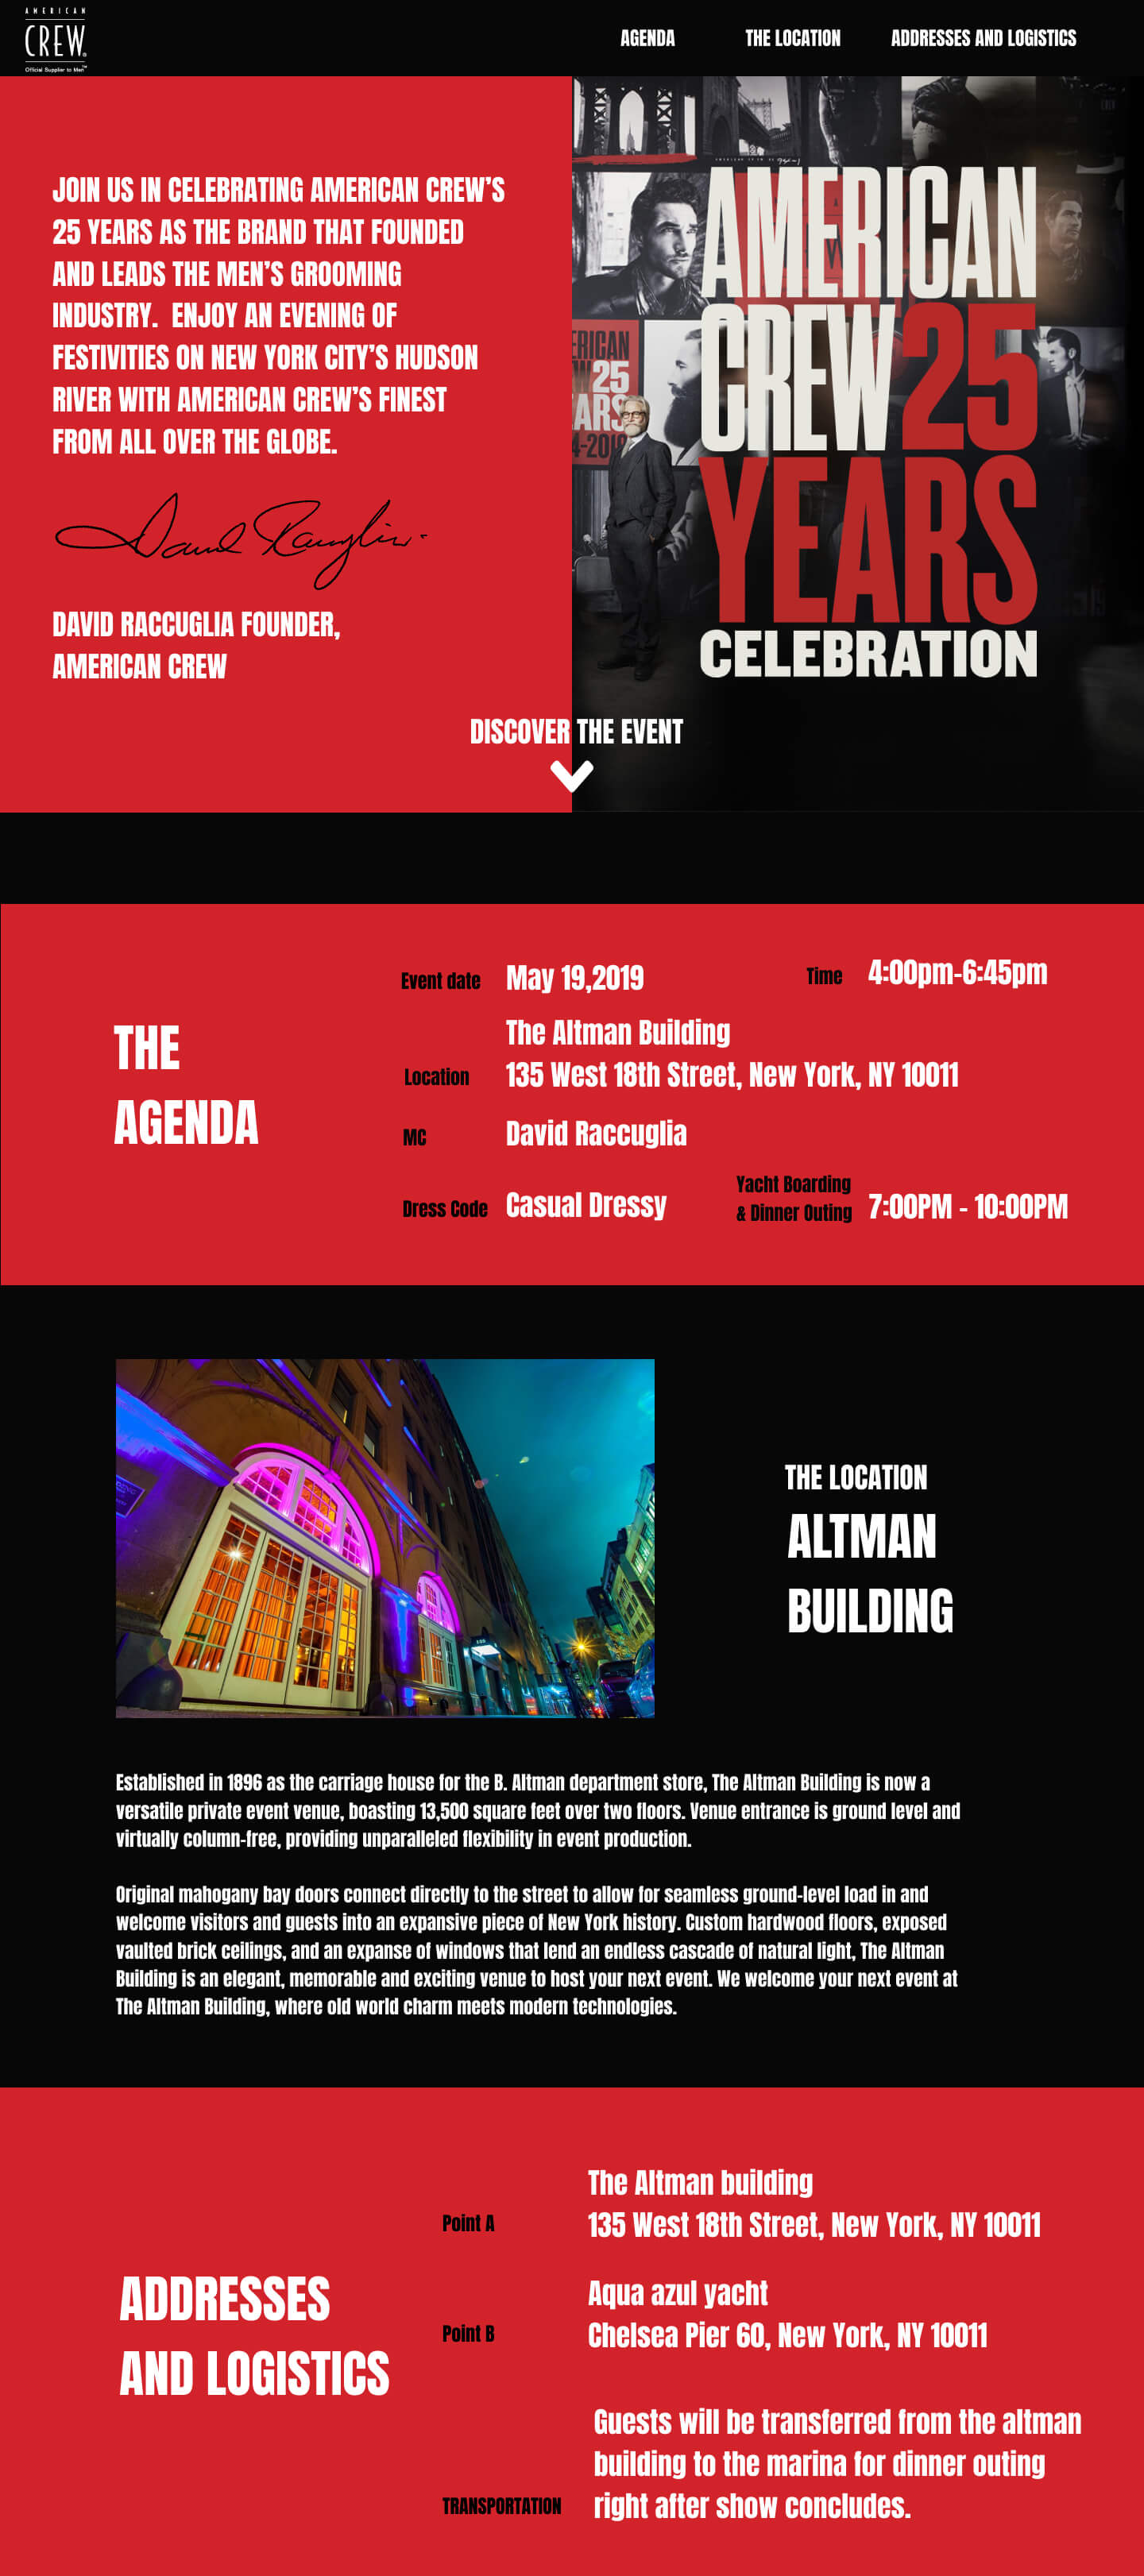 AMERICAN
CREW®
Official Supplier to Men™
AGENDA
THE LOCATION
ADDRESSES AND LOGISTICS
JOIN US IN CELEBRATING AMERICAN CREW’S
25 YEARS AS THE BRAND THAT FOUNDED
AND LEADS THE MEN’S GROOMING
INDUSTRY.  ENJOY AN EVENING OF
FESTIVITIES ON NEW YORK CITY’S HUDSON
RIVER WITH AMERICAN CREW’S FINEST
FROM ALL OVER THE GLOBE.
DAVID RACCUGLIA FOUNDER,
AMERICAN CREW
AMERICAN
CREW 25
YEARS
CELEBRATION
DISCOVER THE EVENT
THE
AGENDA
Event date May 19,2019
Time 4:00pm-6:45pm
The Altman Building
Location 135 West 18th Street, New York, NY 10011
MC David Raccuglia
Dress Code Casual Dressy
Yacht Boarding
& Dinner Outing 7:00PM - 10:00PM
THE LOCATION
ALTMAN
BUILDING
Established in 1896 as the carriage house for the B. Altman department store, The Altman Building is now a
versatile private event venue, boasting 13,500 square feet over two floors. Venue entrance is ground level and
virtually column-free, providing unparalleled flexibility in event production.
Original mahogany bay doors connect directly to the street to allow for seamless ground-level load in and
welcome visitors and guests into an expansive piece of New York history. Custom hardwood floors, exposed
vaulted brick ceilings, and an expanse of windows that lend an endless cascade of natural light, The Altman
Building is an elegant, memorable and exciting venue to host your next event. We welcome your next event at
The Altman Building, where old world charm meets modern technologies.
ADDRESSES
AND LOGISTICS
The Altman building
Point A 135 West 18th Street, New York, NY 10011
Aqua azul yacht
Point B Chelsea Pier 60, New York, NY 10011
Guests will be transferred from the altman
building to the marina for dinner outing
TRANSPORTATION right after show concludes.